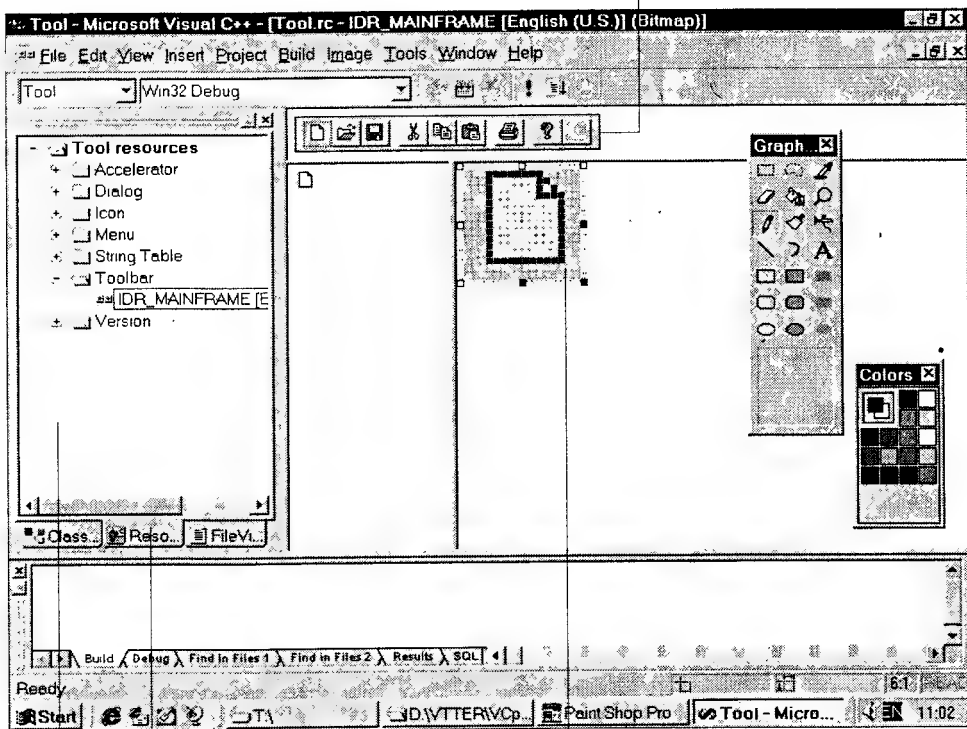 Tool - Microsoft Visual C++ - [Tool.rc - IDR_MAINFRAME [English (U.S.)] (Bitmap)]
File Edit View Insert Project Build Image Tools Window Help
Tool Win32 Debug
Tool resources
Accelerator
Dialog
Icon
Menu
String Table
Toolbar
IDR_MAINFRAME [E
Version
Class... Reso... FileVi...
Graph...
A
Colors
Build Debug Find in Files 1 Find in Files 2 Results SQL
Ready
Start T:\ D:\VTTER\VCp... Paint Shop Pro Tool - Micro... EN 11:02